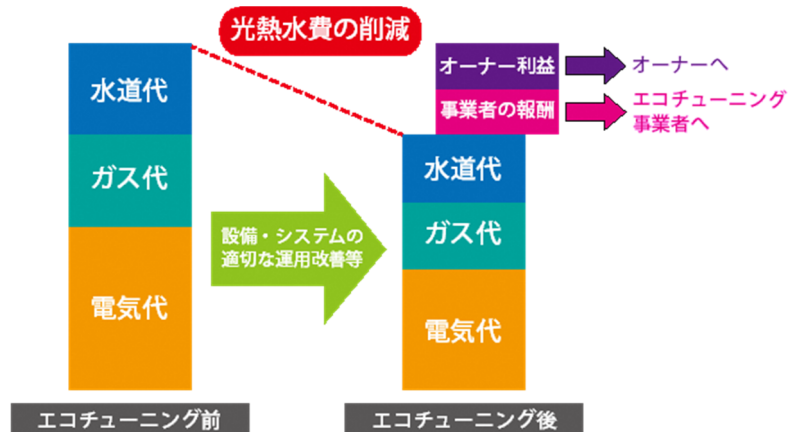 光熱水費の削減
水道代
ガス代
電気代
エコチューニング前
設備・システムの
適切な運用改善等
オーナー利益
オーナーへ
事業者の報酬
エコチューニング
事業者へ
水道代
ガス代
電気代
エコチューニング後